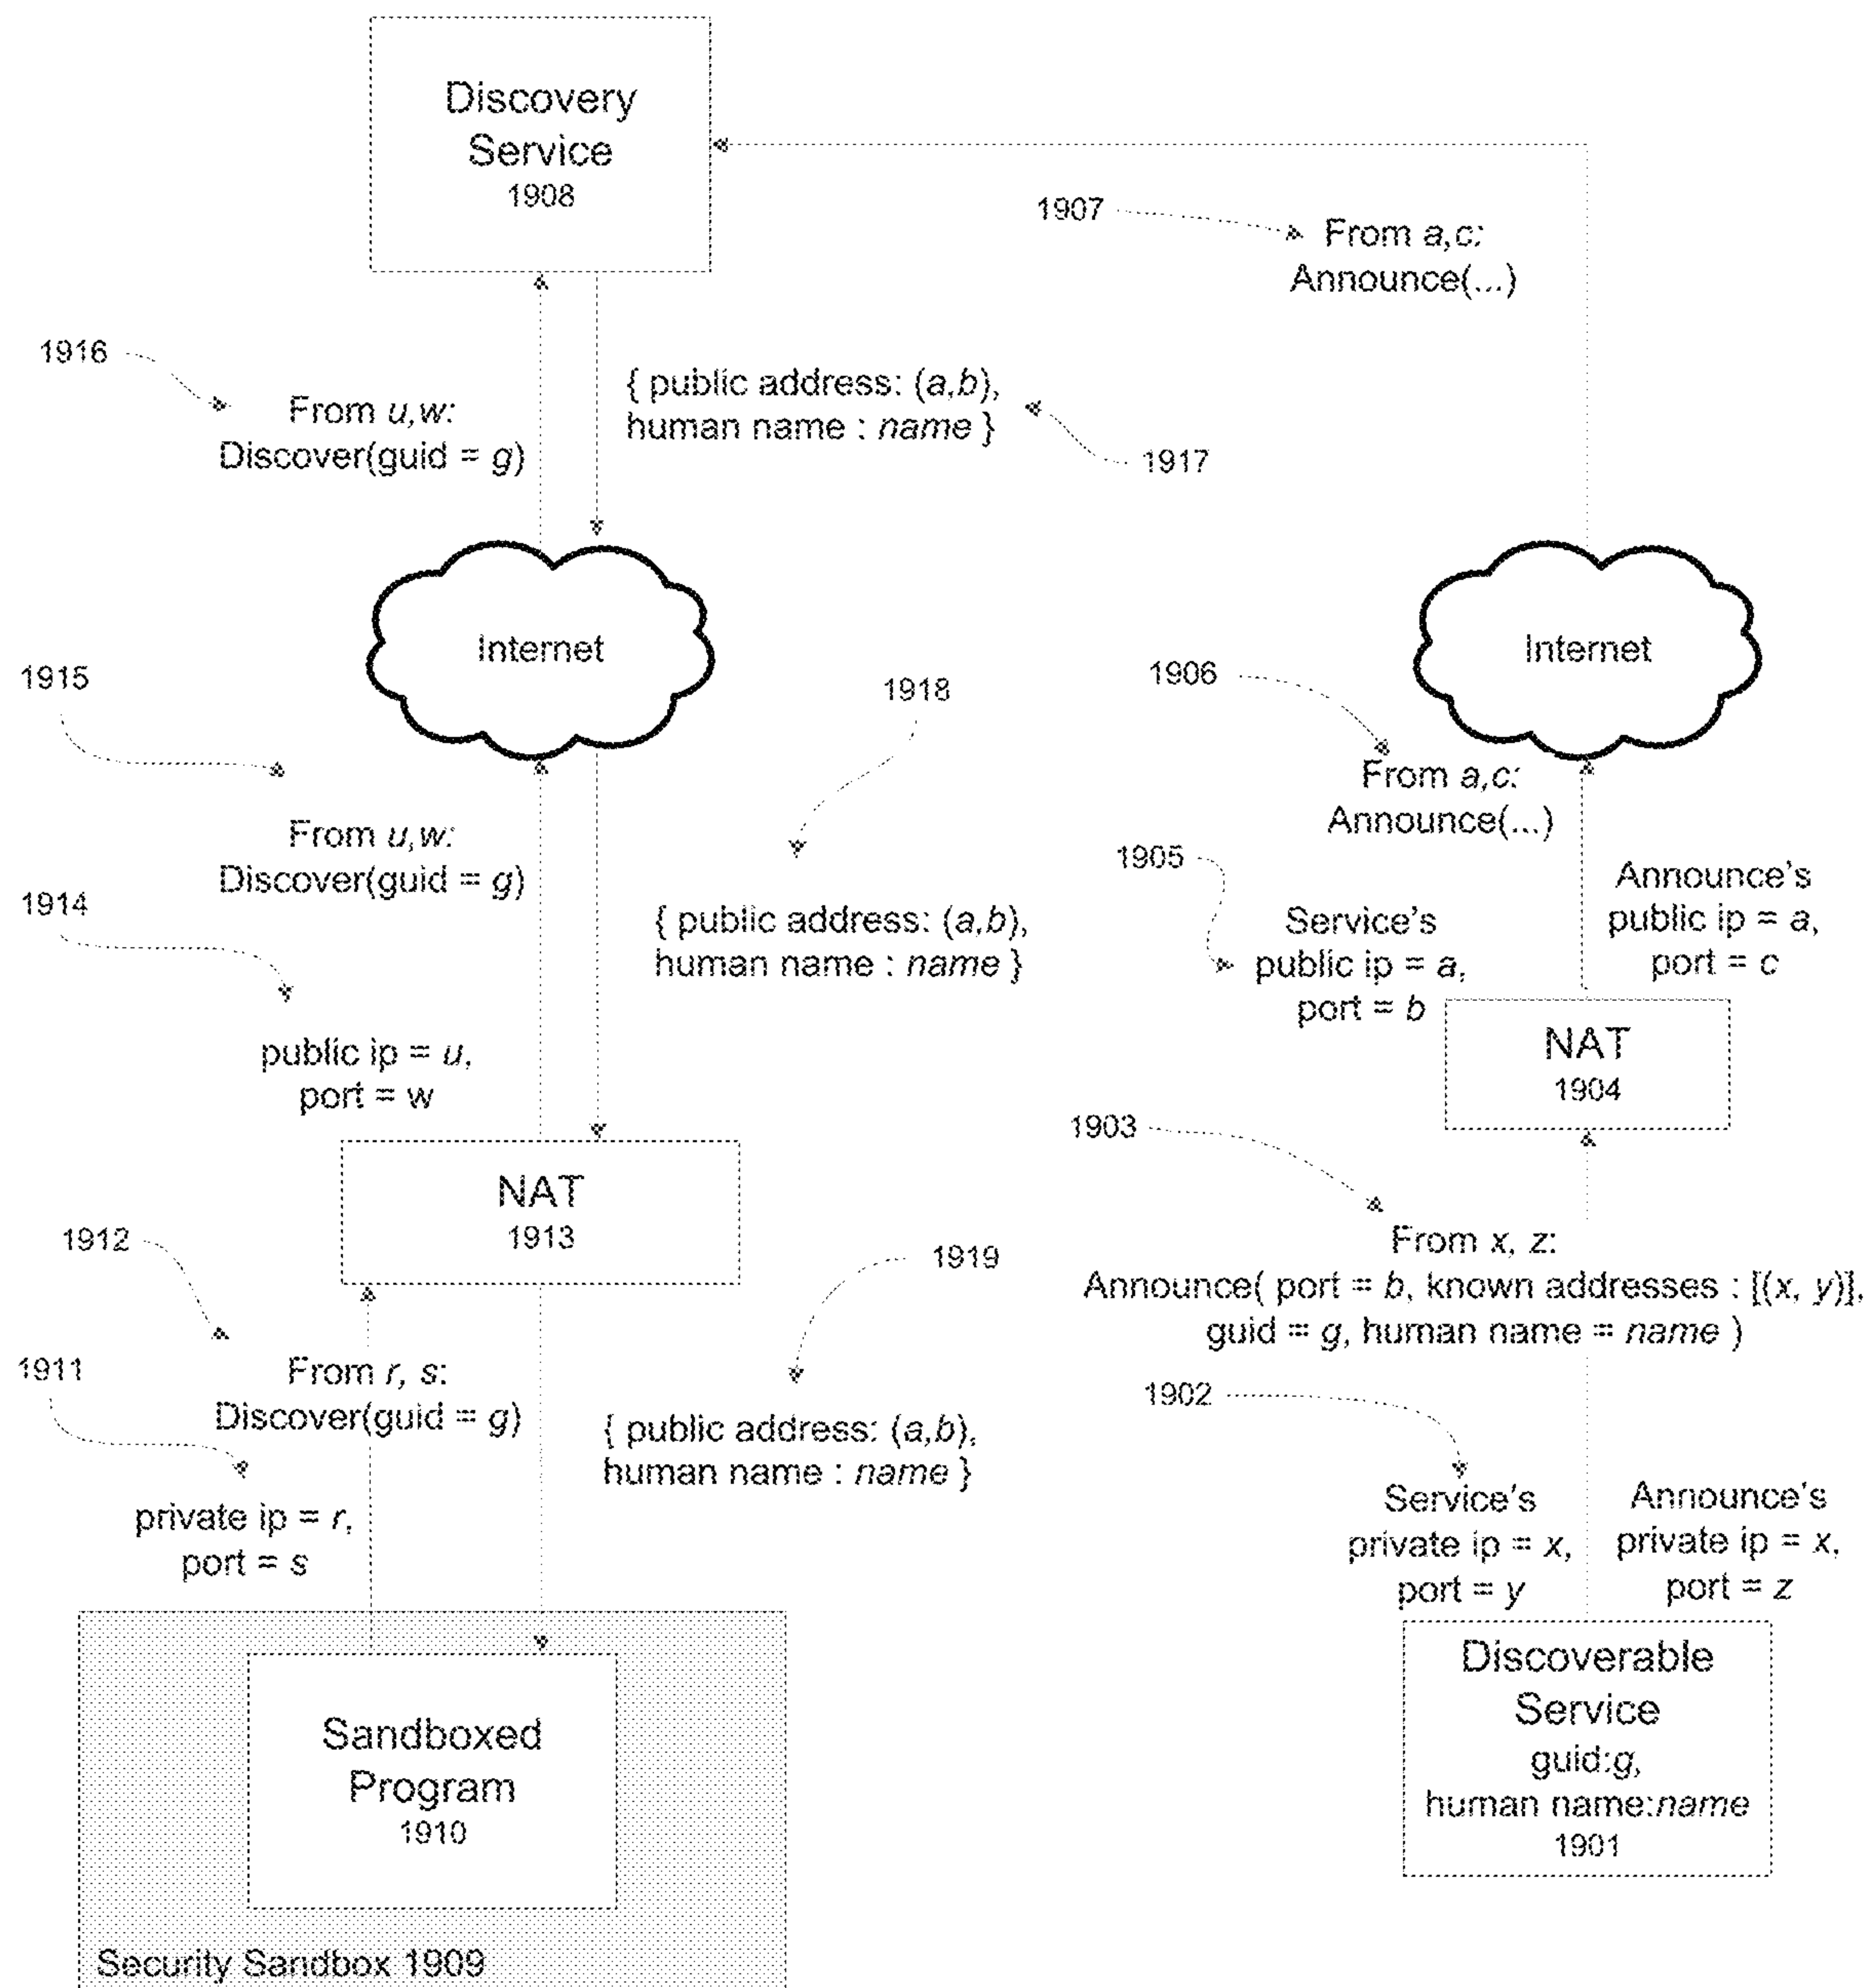 Discovery
Service
1908
1907
From a,c:
Announce(...)
1916
From u,w:
Discover(guid = g)
{ public address: (a,b),
human name : name }
1917
Internet
Internet
1915
1918
1906
From u,w:
Discover(guid = g)
From a,c:
Announce(...)
1914
{ public address: (a,b),
human name : name }
1905
Service's
public ip = a,
port = b
Announce's
public ip = a,
port = c
public ip = u,
port = w
NAT
1904
NAT
1913
1903
1912
1919
From x, z:
Announce( port = b, known addresses : [(x, y)],
guid = g, human name = name )
1911
From r, s:
Discover(guid = g)
{ public address: (a,b),
human name : name }
1902
private ip = r,
port = s
Service's
private ip = x,
port = y
Announce's
private ip = x,
port = z
Sandboxed
Program
1910
Discoverable
Service
guid:g,
human name:name
1901
Security Sandbox 1909